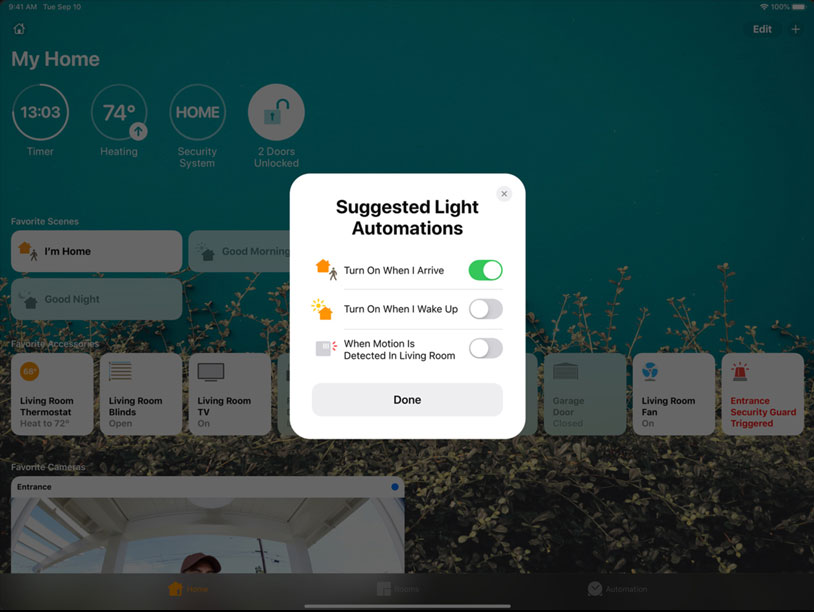 9:41 AM Tue Sep 10
100%
Edit
My Home
13:03
74°
HOME
Timer
Heating
Security
System
2 Doors
Unlocked
Suggested Light
Automations
Turn On When I Arrive
Turn On When I Wake Up
When Motion Is
Detected In Living Room
Done
Favorite Scenes
I'm Home
Good Morning
Good Night
Favorite Accessories
68°
Living Room
Thermostat
Heat to 72°
Living Room
Blinds
Open
Living Room
TV
On
Garage
Door
Closed
Living Room
Fan
On
Entrance
Security Guard
Triggered
Favorite Cameras
Entrance
Home
Rooms
Automation